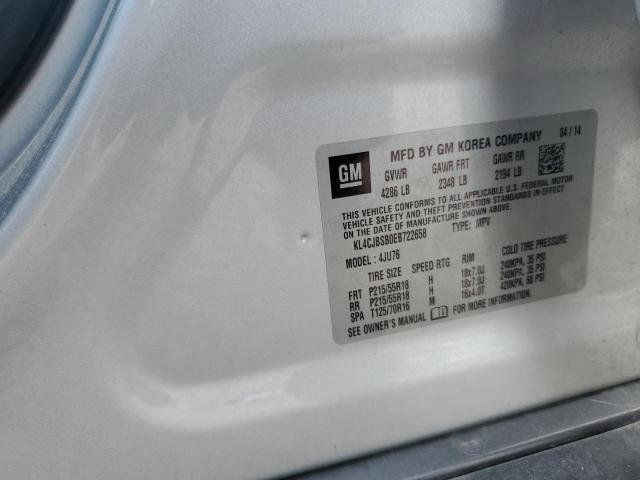 GM
MFD BY GM KOREA COMPANY 04/14
GVWR GAWR FRT GAWR RR
4286 LB 2348 LB 2194 LB
THIS VEHICLE CONFORMS TO ALL APPLICABLE U.S. FEDERAL MOTOR
VEHICLE SAFETY AND THEFT PREVENTION STANDARDS IN EFFECT ON
THE DATE OF MANUFACTURE SHOWN ABOVE.
KL4CJBSB0EB722658 TYPE: MPV
MODEL: 4JU76
TIRE SIZE SPEED RTG RIM COLD TIRE PRESSURE
FRT P215/55R18 H 18x7.0J 240KPA, 35 PSI
RR P215/55R18 H 18x7.0J 240KPA, 35 PSI
SPA T125/70R16 M 16x4.0T 420KPA, 60 PSI
SEE OWNER'S MANUAL FOR MORE INFORMATION.